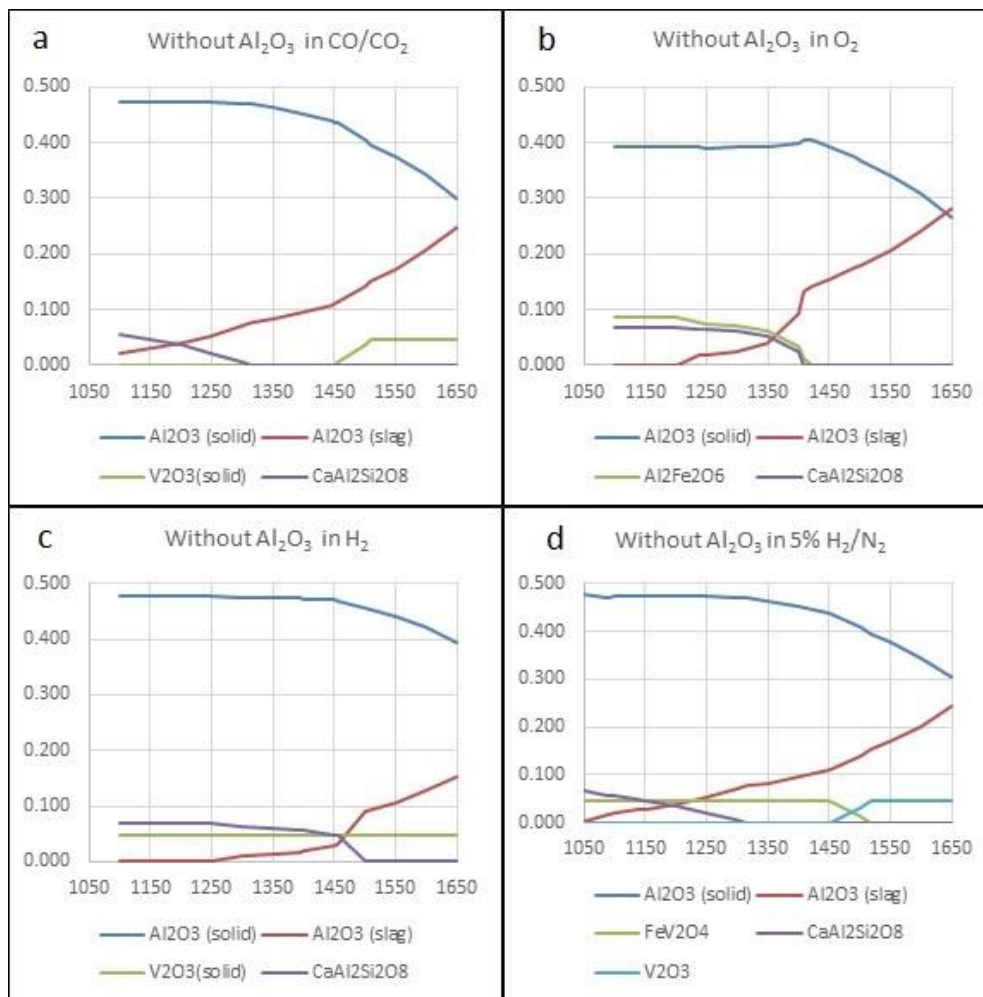 a Without Al₂O₃ in CO/CO₂
0.500
0.400
0.300
0.200
0.100
0.000
1050 1150 1250 1350 1450 1550 1650
Al2O3 (solid) Al2O3 (slag)
V2O3(solid) CaAl2Si2O8
b Without Al₂O₃ in O₂
0.500
0.400
0.300
0.200
0.100
0.000
1050 1150 1250 1350 1450 1550 1650
Al2O3 (solid) Al2O3 (slag)
Al2Fe2O6 CaAl2Si2O8
c Without Al₂O₃ in H₂
0.500
0.400
0.300
0.200
0.100
0.000
1050 1150 1250 1350 1450 1550 1650
Al2O3 (solid) Al2O3 (slag)
V2O3(solid) CaAl2Si2O8
d Without Al₂O₃ in 5% H₂/N₂
0.500
0.400
0.300
0.200
0.100
0.000
1050 1150 1250 1350 1450 1550 1650
Al2O3 (solid) Al2O3 (slag)
FeV2O4 CaAl2Si2O8
V2O3